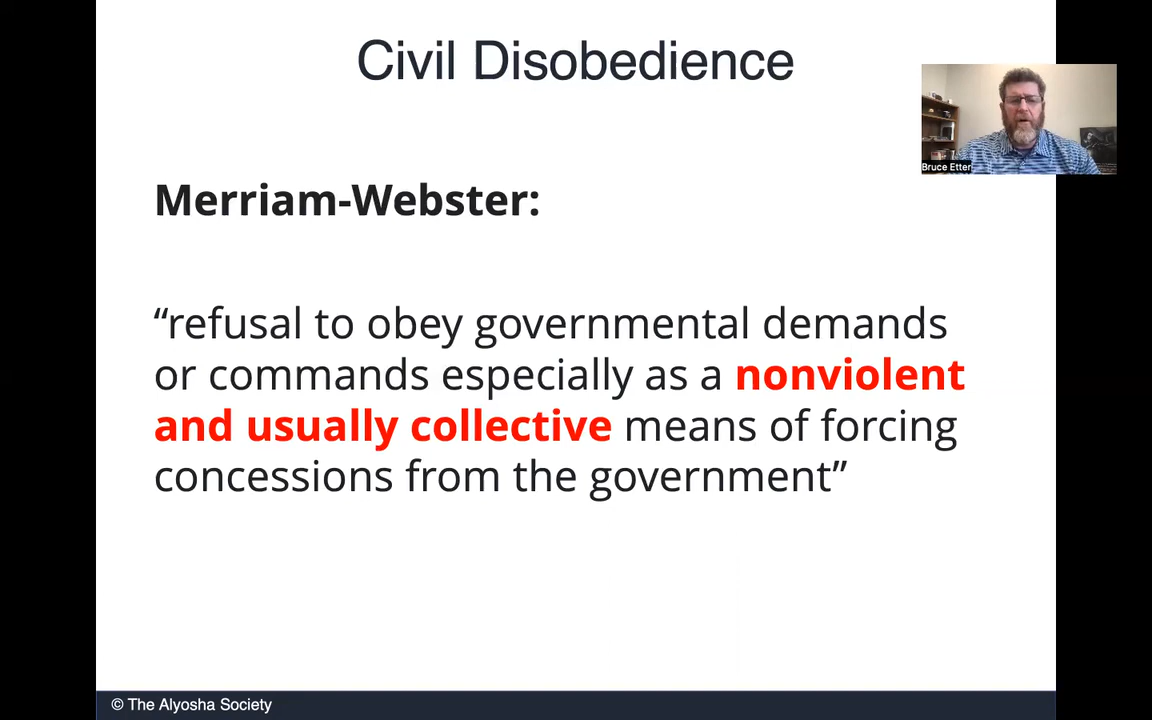 Civil Disobedience
Bruce Etter
Merriam-Webster:
“refusal to obey governmental demands
or commands especially as a nonviolent
and usually collective means of forcing
concessions from the government”
© The Alyosha Society